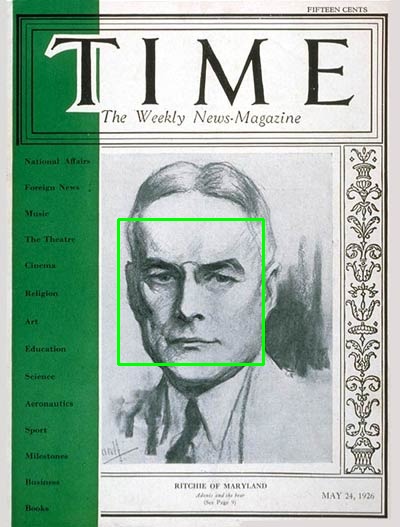 FIFTEEN CENTS
TIME
The Weekly News-Magazine
National Affairs
Foreign News
Music
The Theatre
Cinema
Religion
Art
Education
Science
Aeronautics
Sport
Milestones
Business
Books
RITCHIE OF MARYLAND
Adonis and the bear
(See Page 9)
MAY 24, 1926